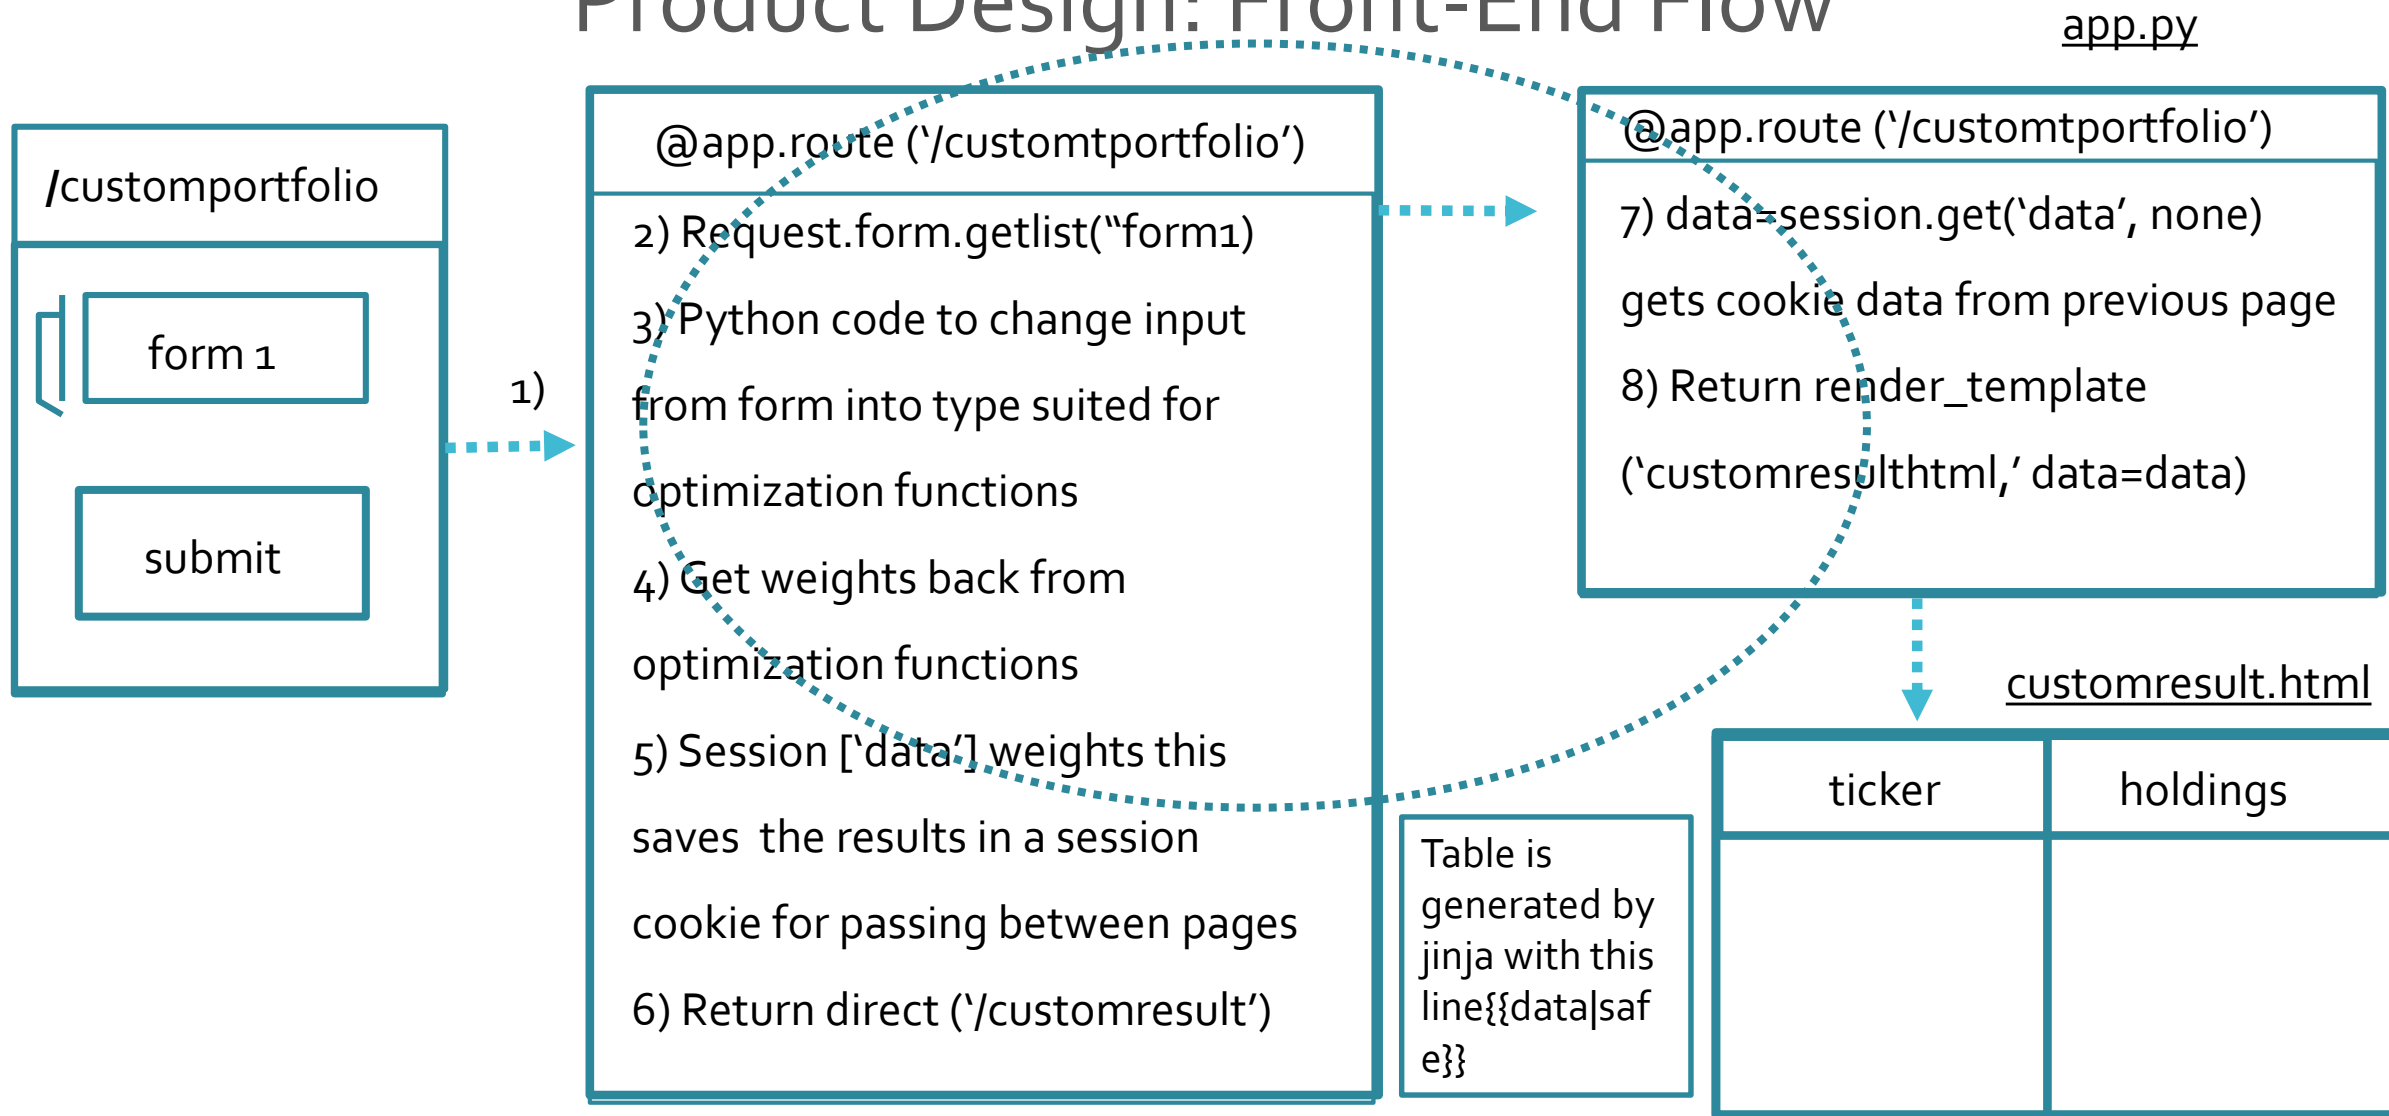 Product Design: Front-End Flow
app.py
/customportfolio
form 1
submit
1)
@app.route (‘/customtportfolio’)
2) Request.form.getlist(“form1)
3) Python code to change input
from form into type suited for
optimization functions
4) Get weights back from
optimization functions
5) Session [‘data’] weights this
saves  the results in a session
cookie for passing between pages
6) Return direct (‘/customresult’)
@app.route (‘/customtportfolio’)
7) data=session.get(‘data’, none)
gets cookie data from previous page
8) Return render_template
(‘customresulthtml,’ data=data)
customresult.html
ticker
holdings
Table is
generated by
jinja with this
line{{data|saf
e}}